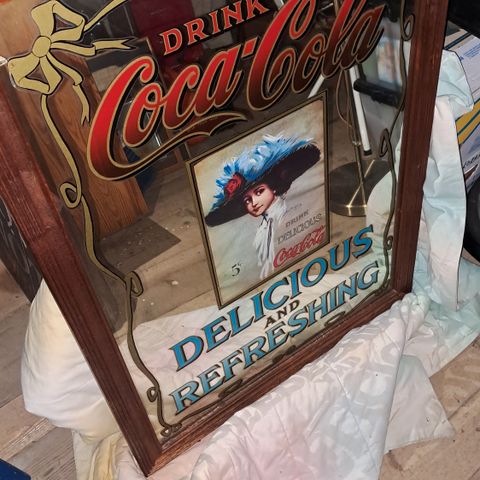 DRINK
Coca-Cola
DRINK
DELICIOUS
Coca-Cola
5¢
DELICIOUS
AND
REFRESHING